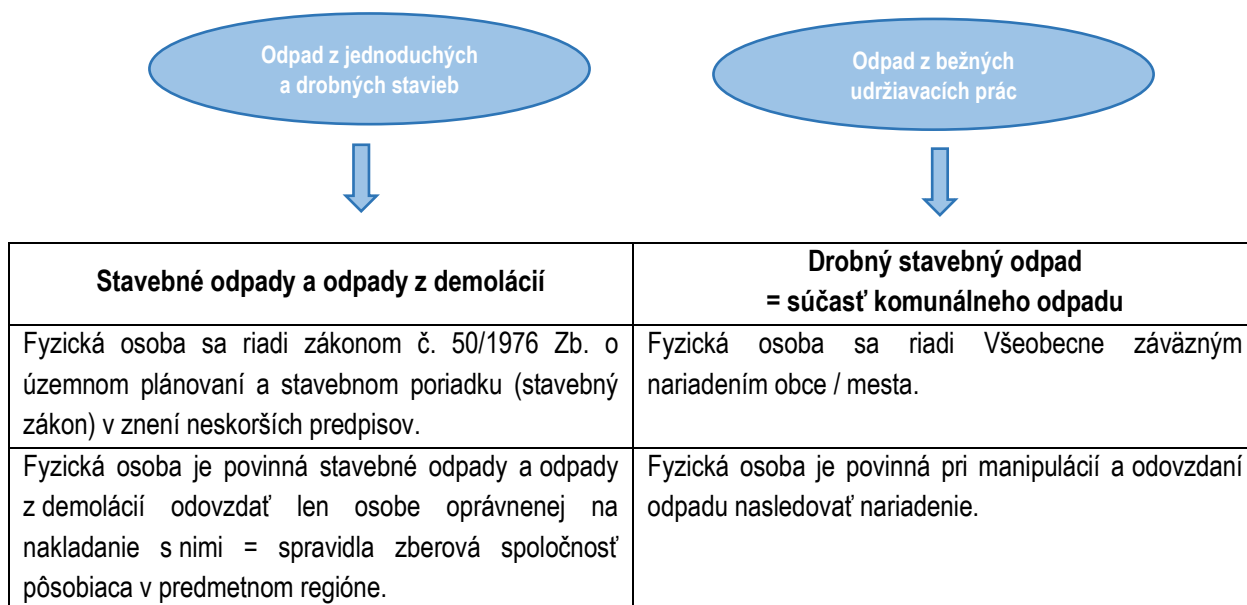 Odpad z jednoduchých
a drobných stavieb
Odpad z bežných
udržiavacích prác
Stavebné odpady a odpady z demolácií
Drobný stavebný odpad
= súčasť komunálneho odpadu
Fyzická osoba sa riadi zákonom č. 50/1976 Zb. o
územnom plánovaní a stavebnom poriadku (stavebný
zákon) v znení neskorších predpisov.
Fyzická osoba sa riadi Všeobecne záväzným
nariadením obce / mesta.
Fyzická osoba je povinná stavebné odpady a odpady
z demolácií odovzdať len osobe oprávnenej na
nakladanie s nimi = spravidla zberová spoločnosť
pôsobiaca v predmetnom regióne.
Fyzická osoba je povinná pri manipulácií a odovzdaní
odpadu nasledovať nariadenie.